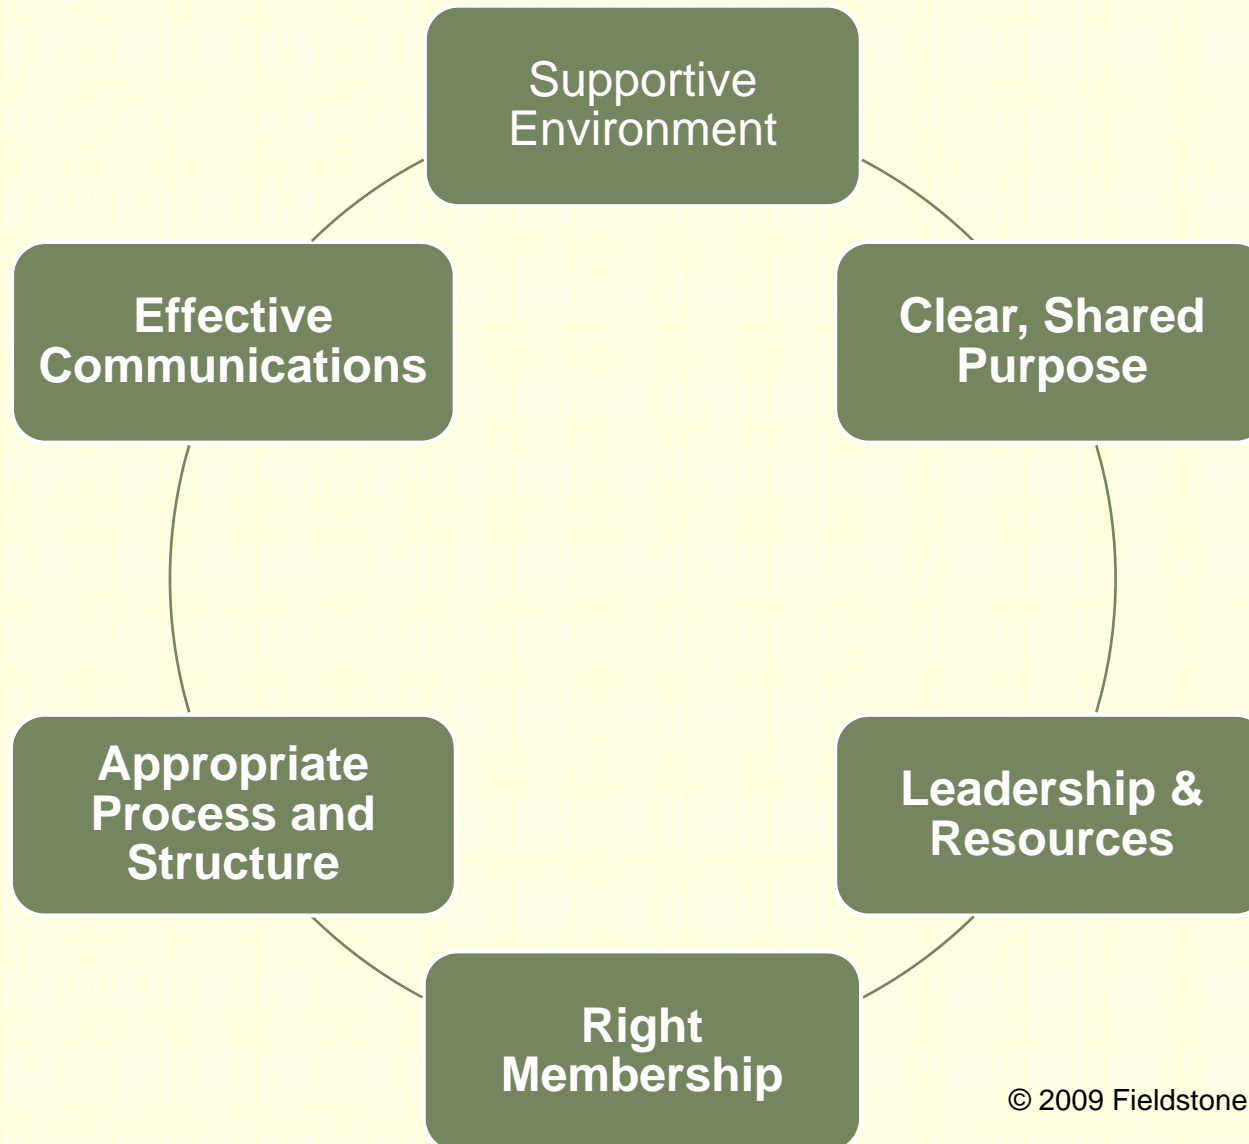 Supportive
Environment
Clear, Shared
Purpose
Leadership &
Resources
Right
Membership
Appropriate
Process and
Structure
Effective
Communications
© 2009 Fieldstone